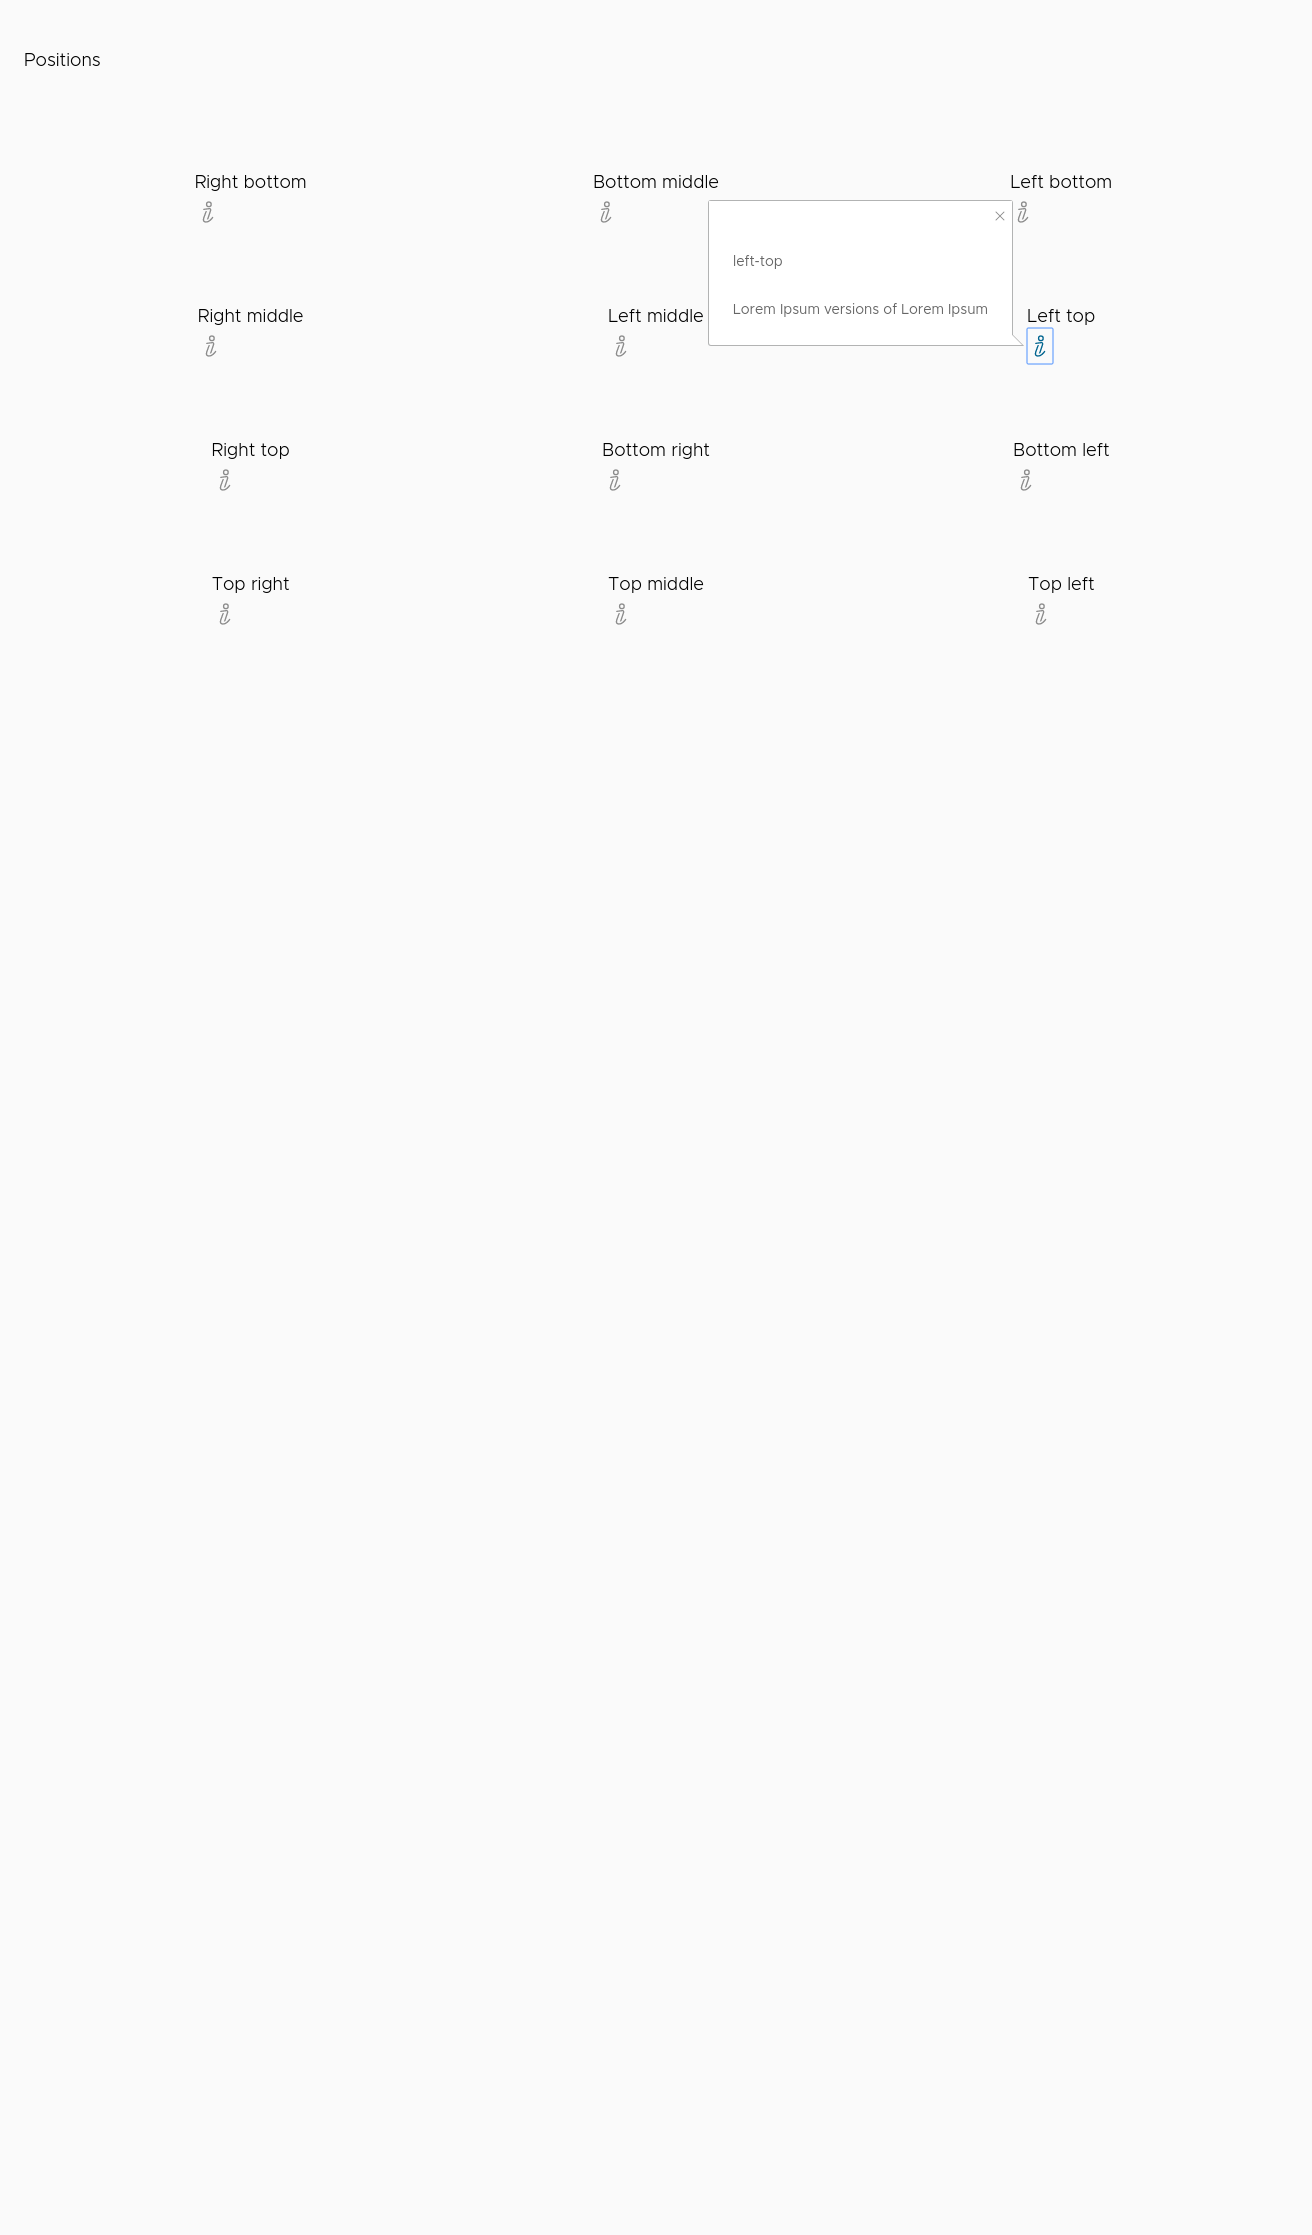 Positions
Right bottom
Bottom middle
Left bottom
left-top
Lorem Ipsum versions of Lorem Ipsum
Right middle
Left middle
Left top
Right top
Bottom right
Bottom left
Top right
Top middle
Top left